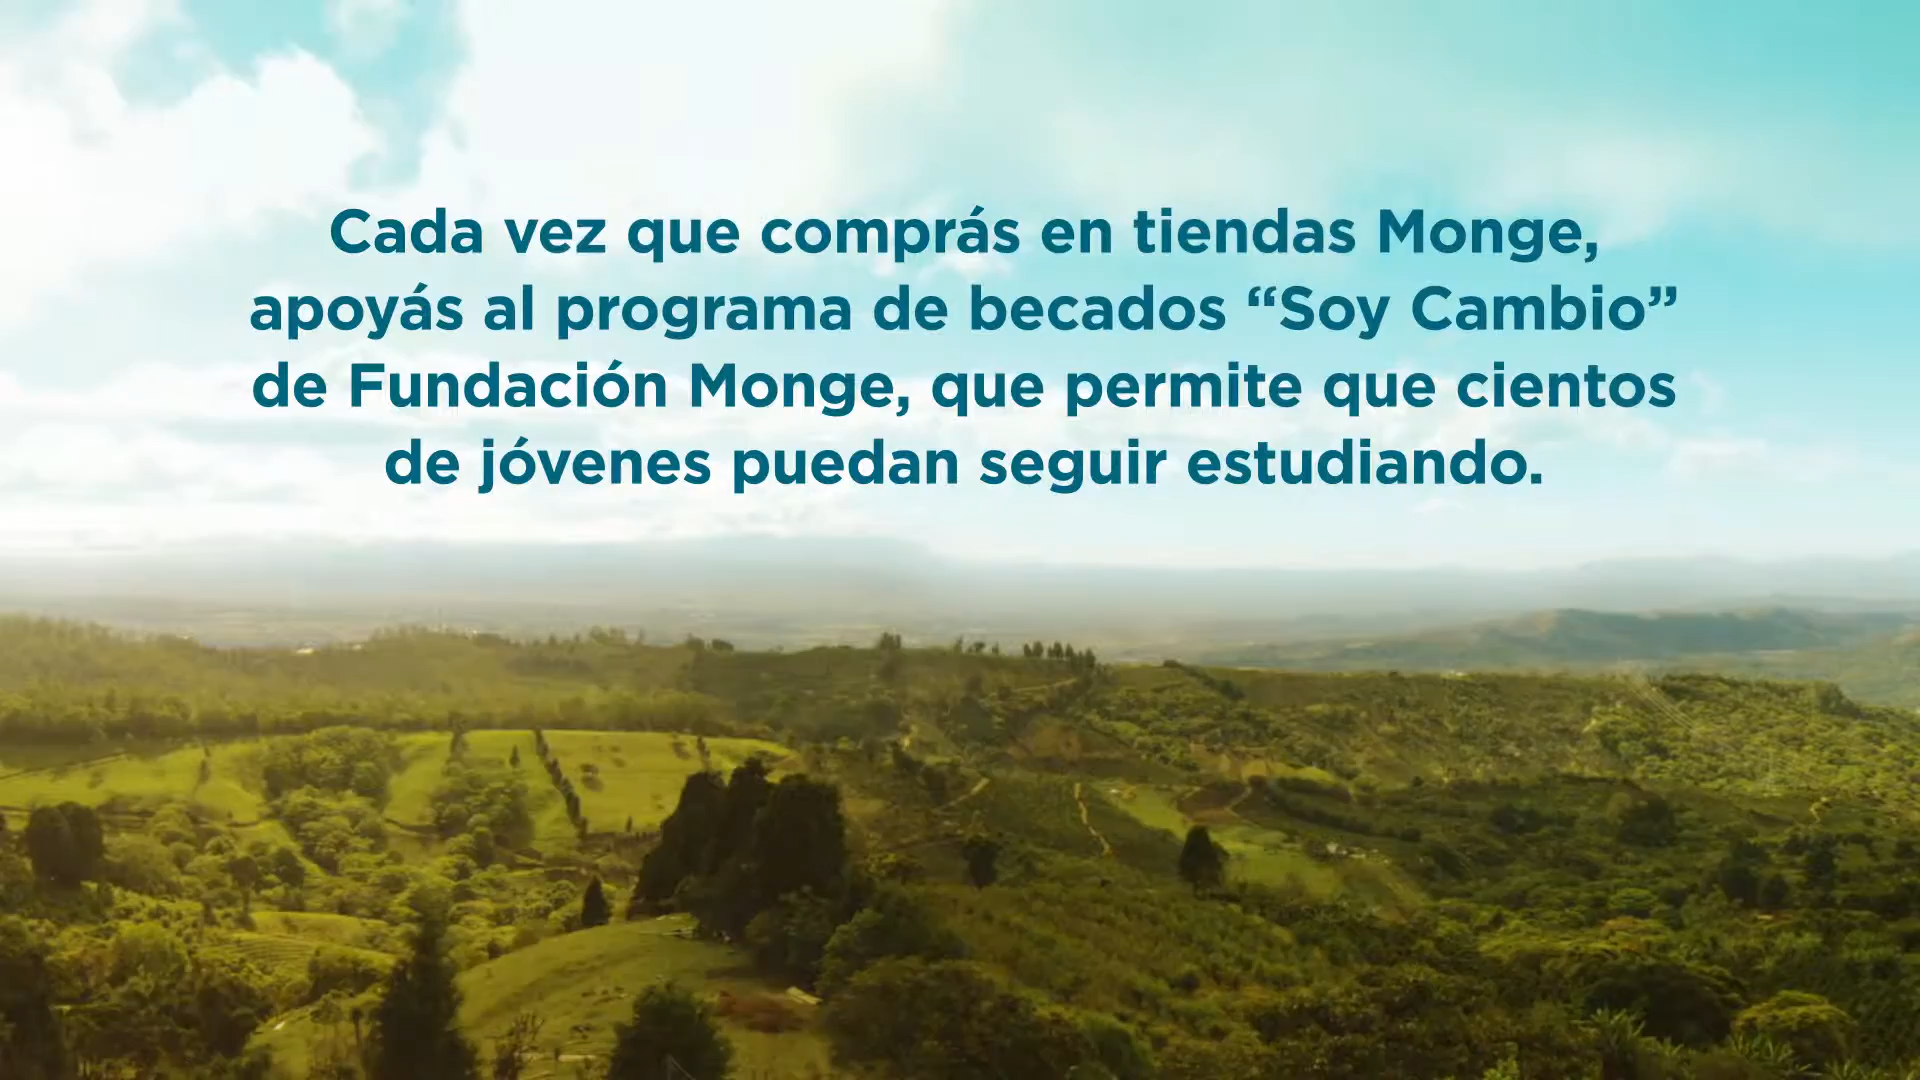 Cada vez que comprás en tiendas Monge,
apoyás al programa de becados “Soy Cambio”
de Fundación Monge, que permite que cientos
de jóvenes puedan seguir estudiando.